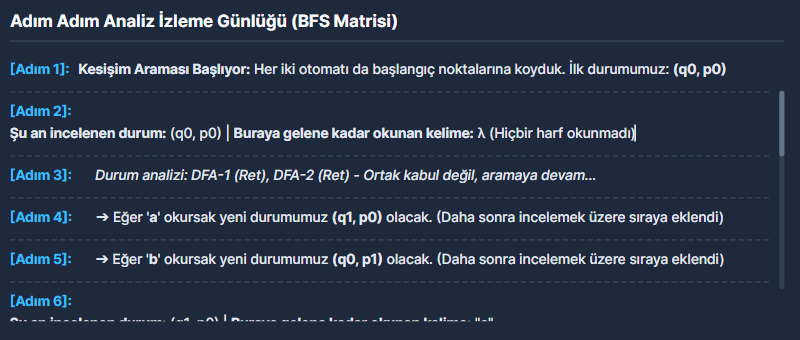 Adım Adım Analiz İzleme Günlüğü (BFS Matrisi)
[Adım 1]: Kesişim Araması Başlıyor: Her iki otomatı da başlangıç noktalarına koyduk. İlk durumumuz: (q0, p0)
[Adım 2]:
Şu an incelenen durum: (q0, p0) | Buraya gelene kadar okunan kelime: λ (Hiçbir harf okunmadı)
[Adım 3]: Durum analizi: DFA-1 (Ret), DFA-2 (Ret) - Ortak kabul değil, aramaya devam...
[Adım 4]: ➔ Eğer 'a' okursak yeni durumumuz (q1, p0) olacak. (Daha sonra incelemek üzere sıraya eklendi)
[Adım 5]: ➔ Eğer 'b' okursak yeni durumumuz (q0, p1) olacak. (Daha sonra incelemek üzere sıraya eklendi)
[Adım 6]:
Şu an incelenen durum: (q1, p0) | Buraya gelene kadar okunan kelime: "a"